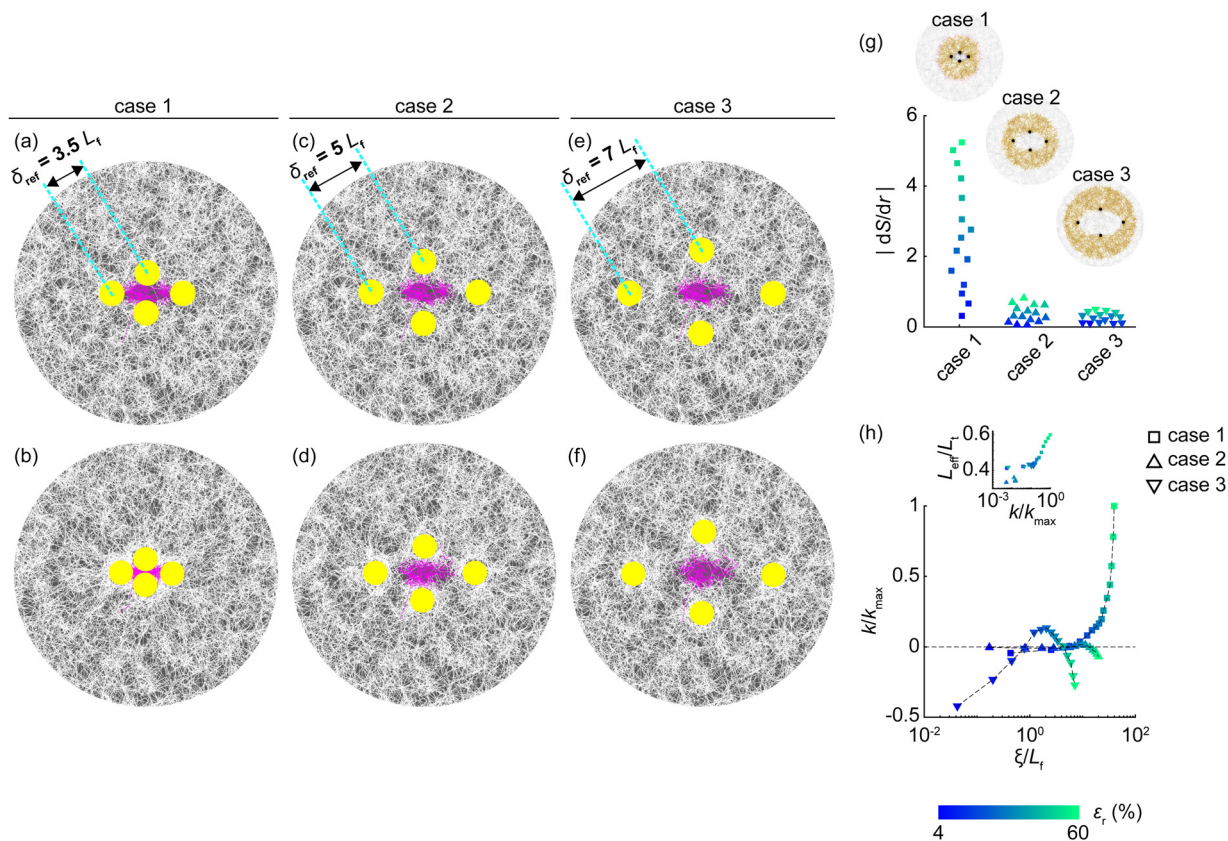 case 1
case 2
case 3
(a)
δref = 3.5 Lf
(c)
δref = 5 Lf
(e)
δref = 7 Lf
(b)
(d)
(f)
(g)
case 1
case 2
case 3
| dS/dr |
6
4
2
0
case 1
case 2
case 3
(h)
Leff/Lt
0.6
0.4
10-3
100
k/kmax
case 1
case 2
case 3
k/kmax
1
0.5
0
-0.5
10-2
100
102
ξ/Lf
εr (%)
4
60